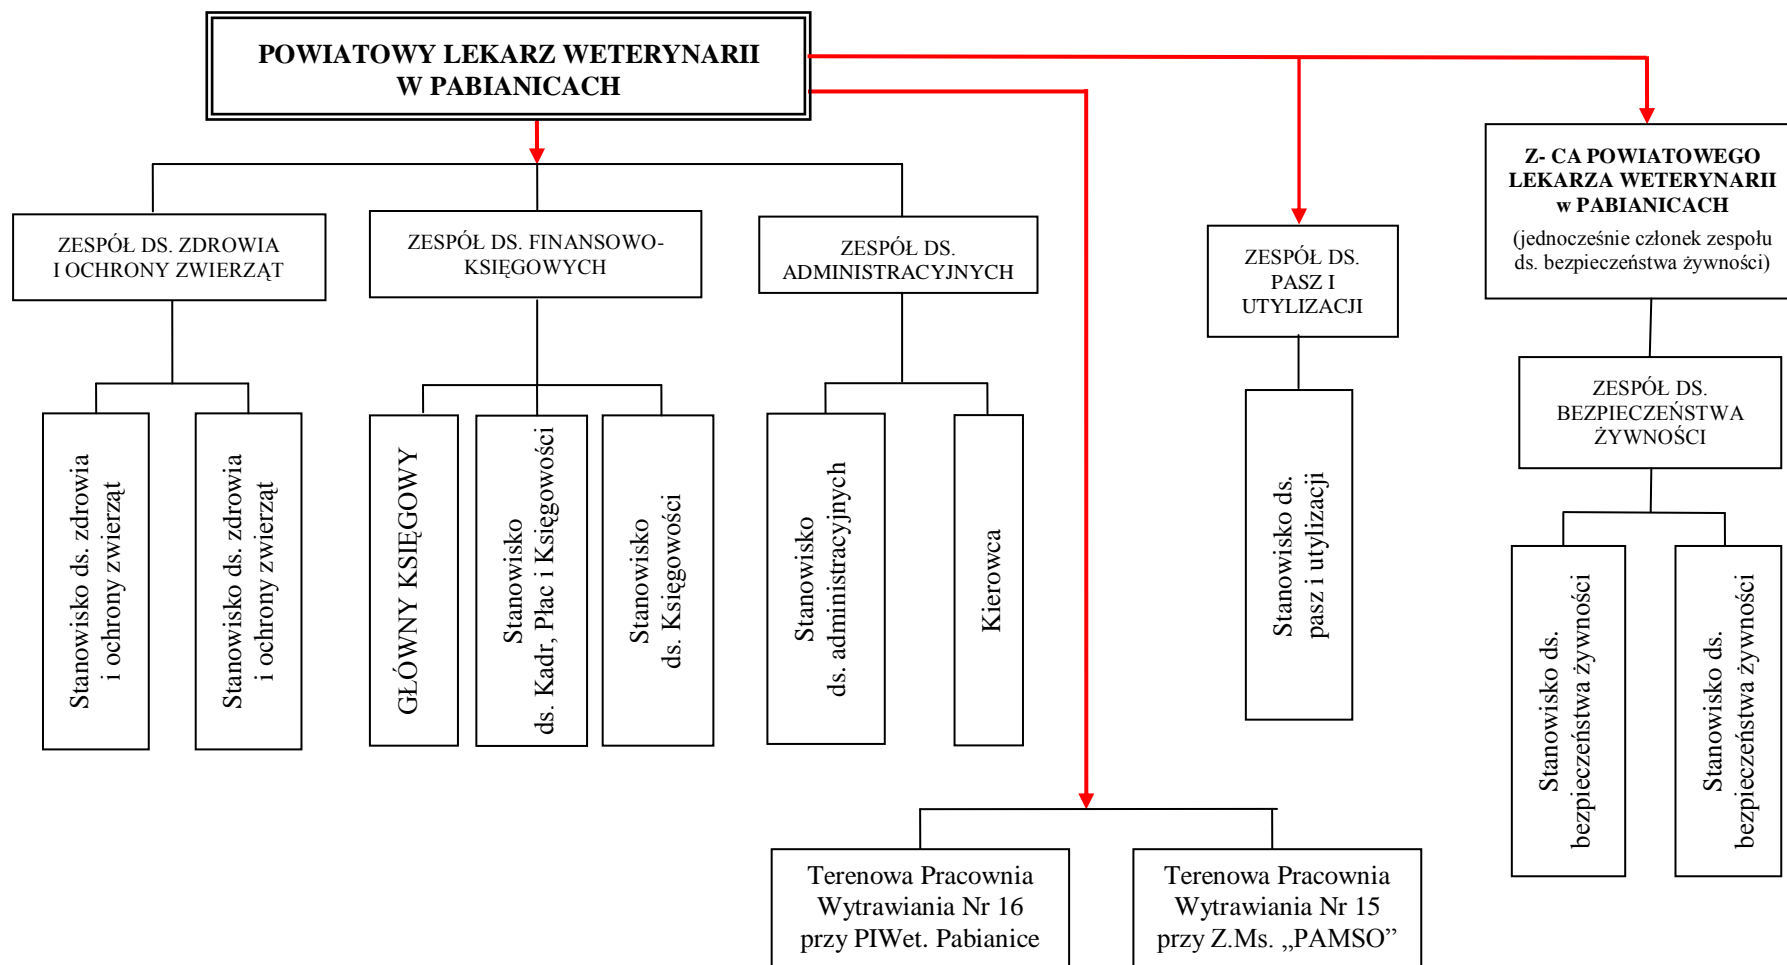 POWIATOWY LEKARZ WETERYNARII
W PABIANICACH
Z- CA POWIATOWEGO
LEKARZA WETERYNARII
w PABIANICACH
(jednocześnie członek zespołu
ds. bezpieczeństwa żywności)
ZESPÓŁ DS. ZDROWIA
I OCHRONY ZWIERZĄT
ZESPÓŁ DS. FINANSOWO-
KSIĘGOWYCH
ZESPÓŁ DS.
ADMINISTRACYJNYCH
ZESPÓŁ DS.
PASZ I
UTYLIZACJI
ZESPÓŁ DS.
BEZPIECZEŃSTWA
ŻYWNOŚCI
Stanowisko ds. zdrowia
i ochrony zwierząt
Stanowisko ds. zdrowia
i ochrony zwierząt
GŁÓWNY KSIĘGOWY
Stanowisko
ds. Kadr, Płac i Księgowości
Stanowisko
ds. Księgowości
Stanowisko
ds. administracyjnych
Kierowca
Stanowisko ds.
pasz i utylizacji
Stanowisko ds.
bezpieczeństwa żywności
Stanowisko ds.
bezpieczeństwa żywności
Terenowa Pracownia
Wytrawiania Nr 16
przy PIWet. Pabianice
Terenowa Pracownia
Wytrawiania Nr 15
przy Z.Ms. „PAMSO”